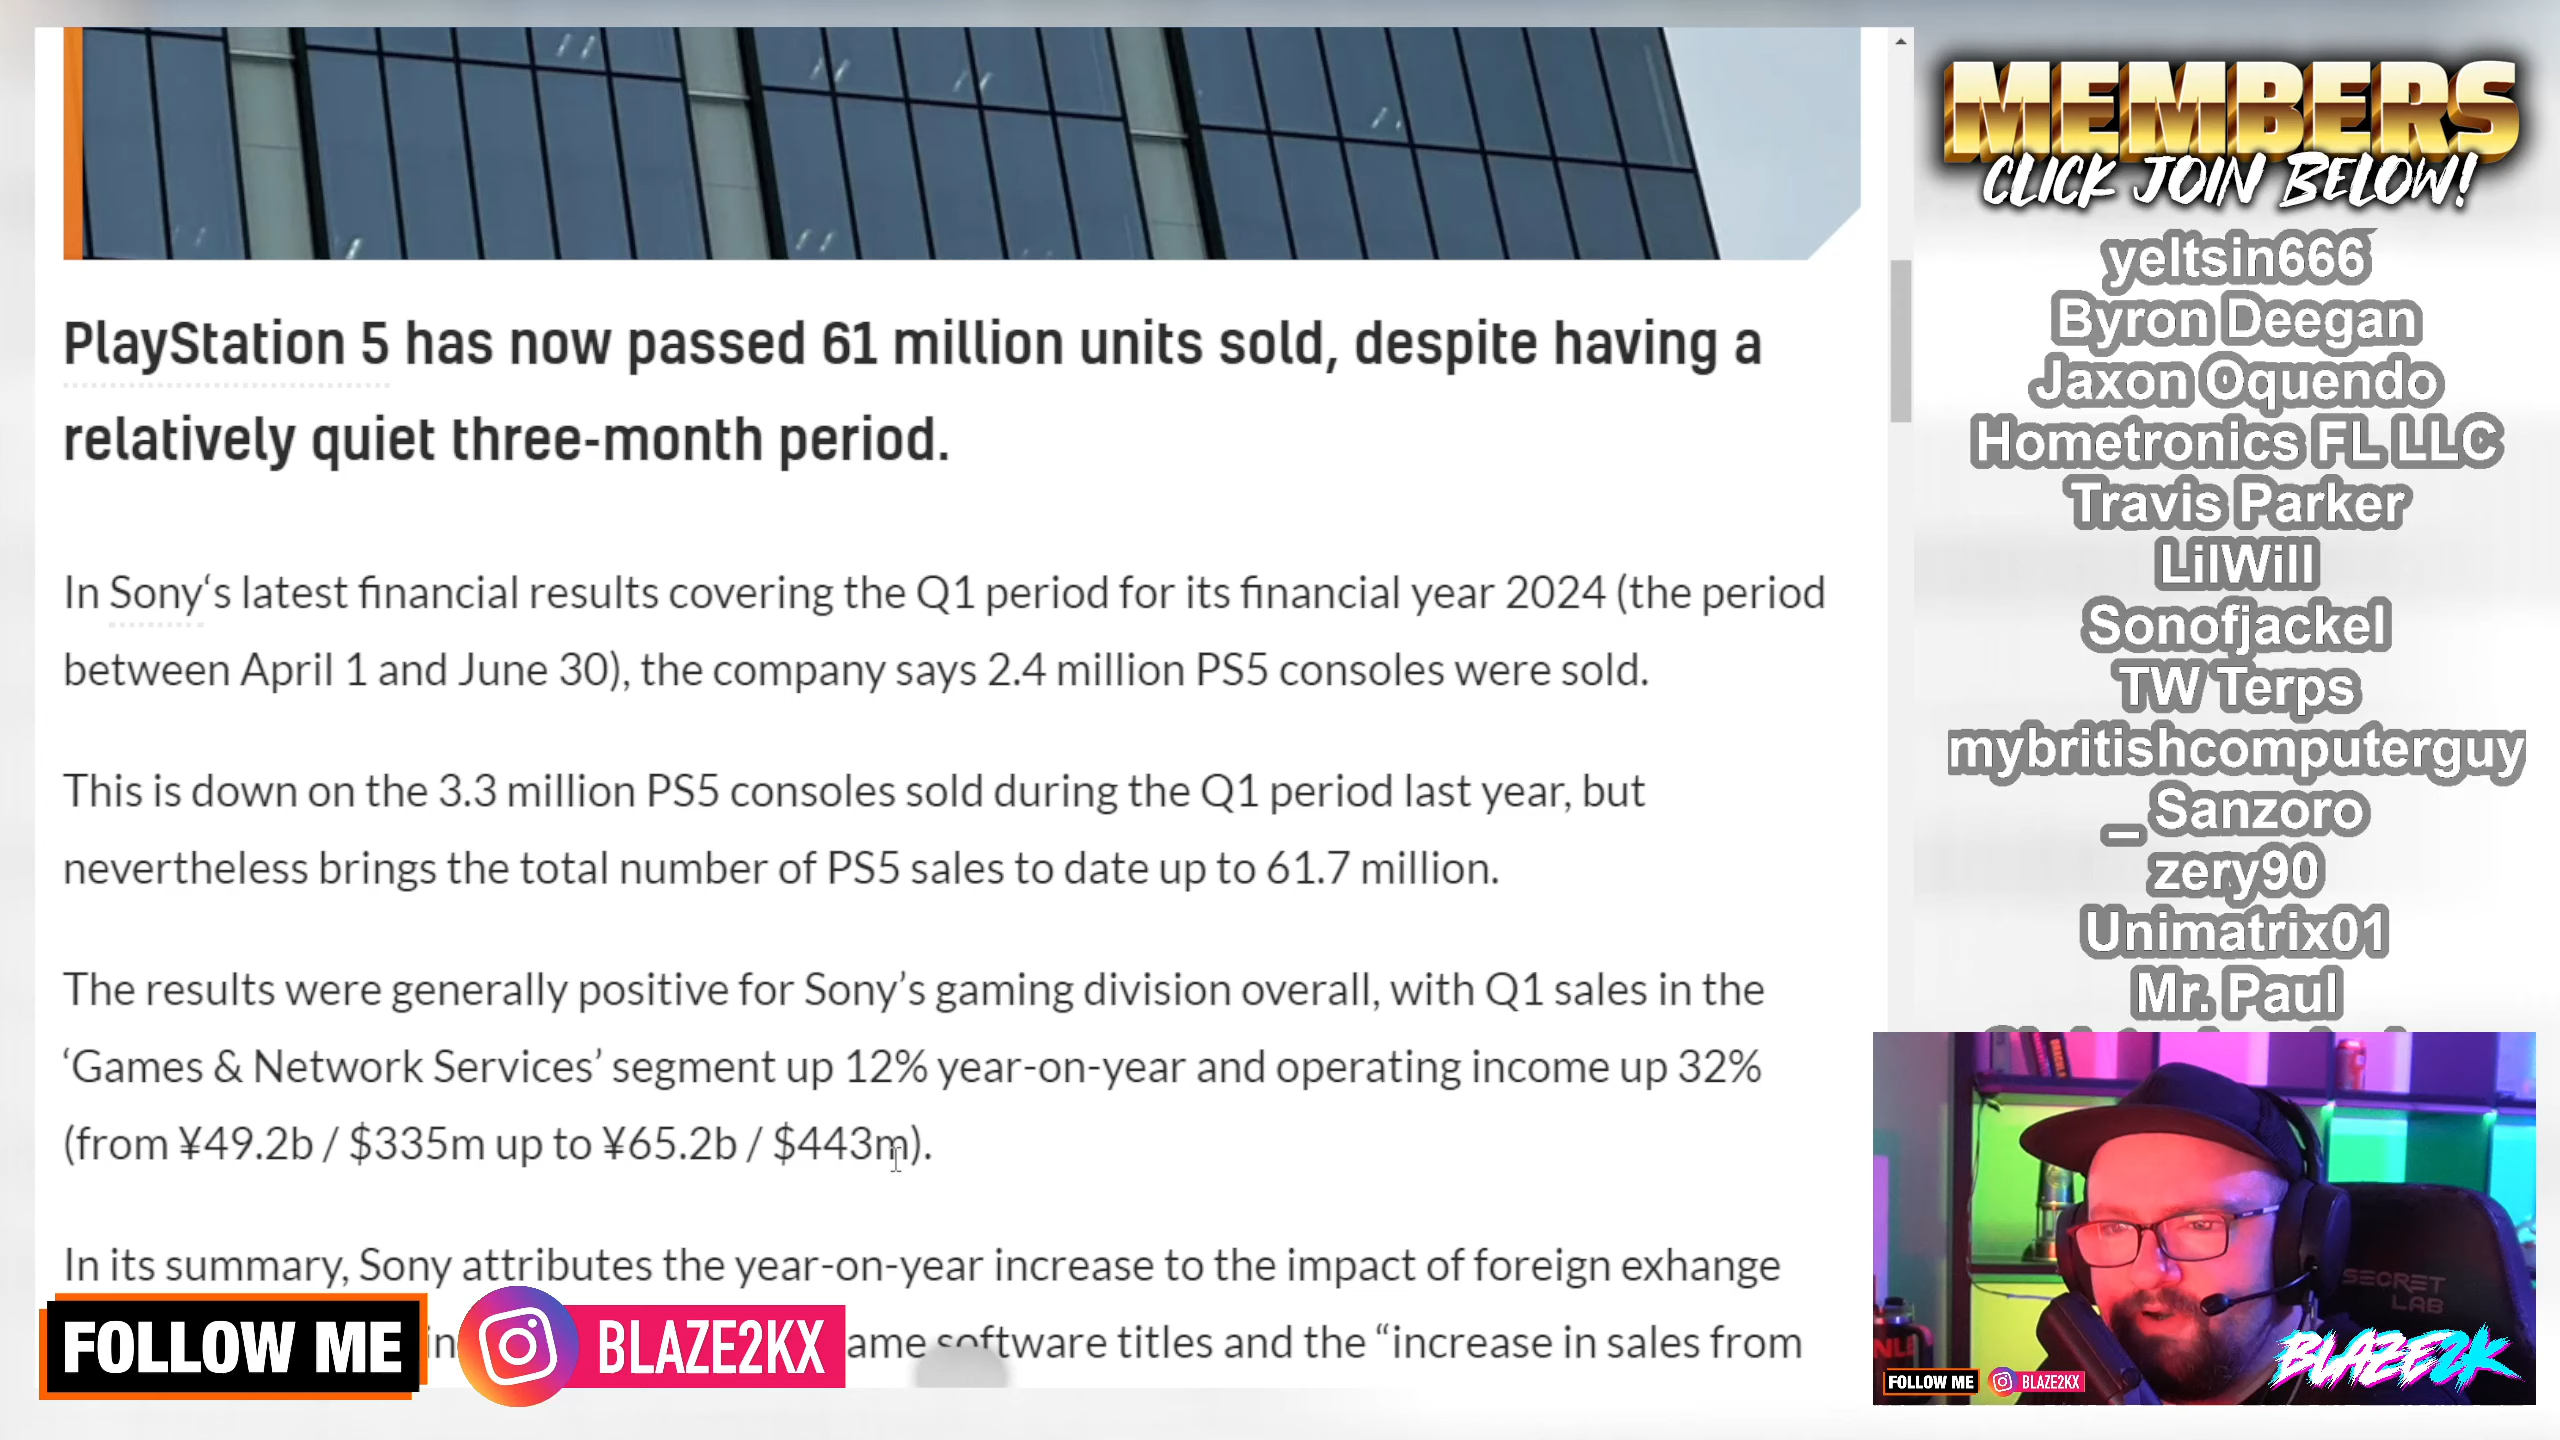 PlayStation 5 has now passed 61 million units sold, despite having a
relatively quiet three-month period.
In Sony‘s latest financial results covering the Q1 period for its financial year 2024 (the period
between April 1 and June 30), the company says 2.4 million PS5 consoles were sold.
This is down on the 3.3 million PS5 consoles sold during the Q1 period last year, but
nevertheless brings the total number of PS5 sales to date up to 61.7 million.
The results were generally positive for Sony’s gaming division overall, with Q1 sales in the
‘Games & Network Services’ segment up 12% year-on-year and operating income up 32%
(from ¥49.2b / $335m up to ¥65.2b / $443m).
In its summary, Sony attributes the year-on-year increase to the impact of foreign exhange
software titles and the “increase in sales from
FOLLOW ME
BLAZE2KX
MEMBERS
CLICK JOIN BELOW!
yeltsin666
Byron Deegan
Jaxon Oquendo
Hometronics FL LLC
Travis Parker
LilWill
Sonofjackel
TW Terps
mybritishcomputerguy
_ Sanzoro
zery90
Unimatrix01
Mr. Paul
SECRET
LAB
BLAZE2K
FOLLOW ME
BLAZE2KX